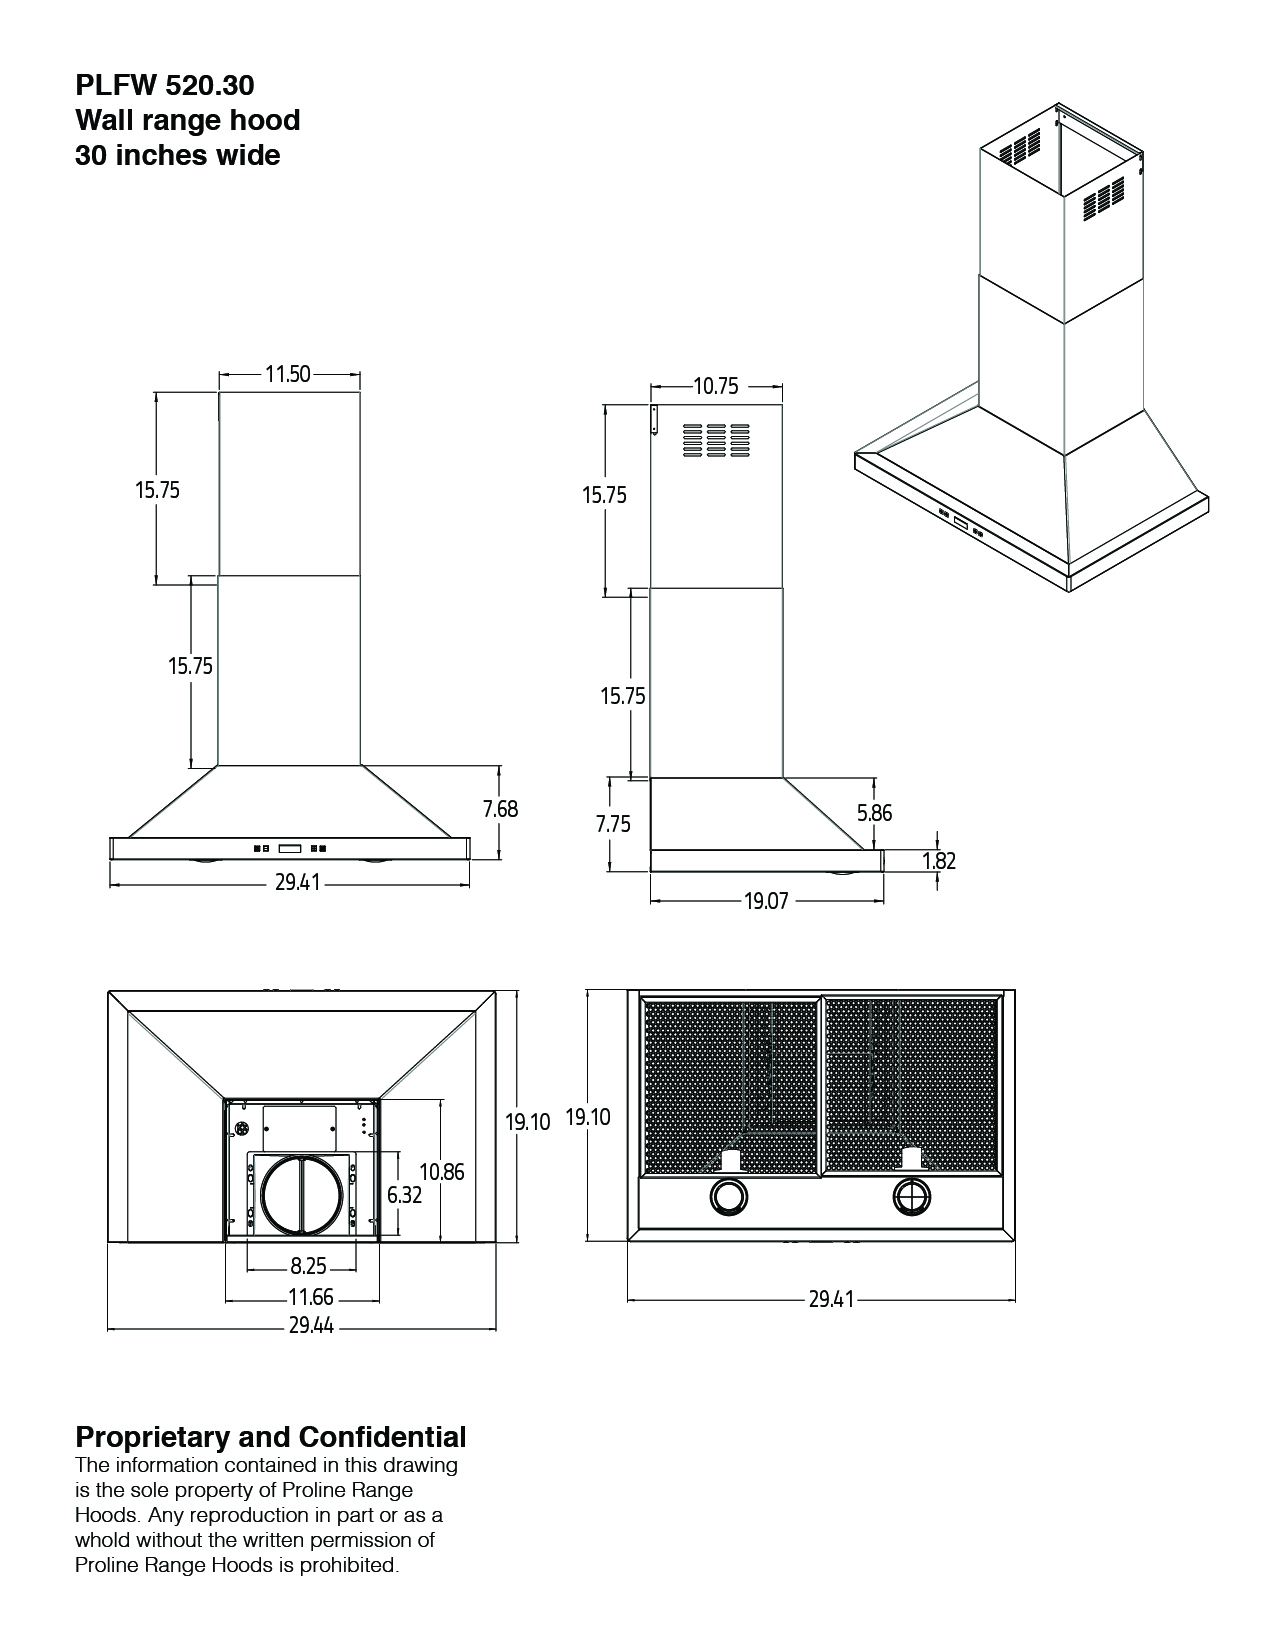 PLFW 520.30
Wall range hood
30 inches wide
11.50
15.75
15.75
7.68
29.41
10.75
15.75
15.75
7.75
5.86
1.82
19.07
19.10
10.86
6.32
8.25
11.66
29.44
19.10
29.41
Proprietary and Confidential
The information contained in this drawing
is the sole property of Proline Range
Hoods. Any reproduction in part or as a
whold without the written permission of
Proline Range Hoods is prohibited.